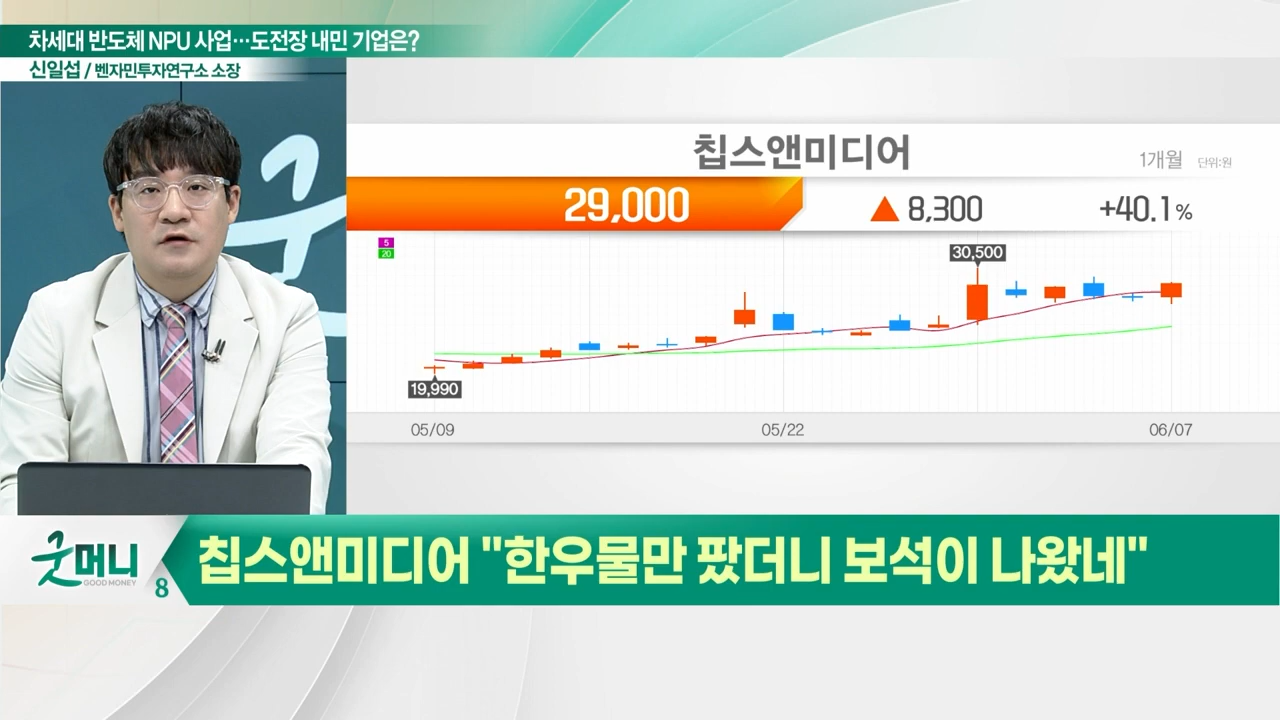 차세대 반도체 NPU 사업…도전장 내민 기업은?
신일섭 / 벤자민투자연구소 소장
칩스앤미디어
1개월 단위:원
29,000 ▲ 8,300 +40.1%
5
20
30,500
19,990
05/09 05/22 06/07
굿머니
GOOD MONEY
8
칩스앤미디어 "한우물만 팠더니 보석이 나왔네"